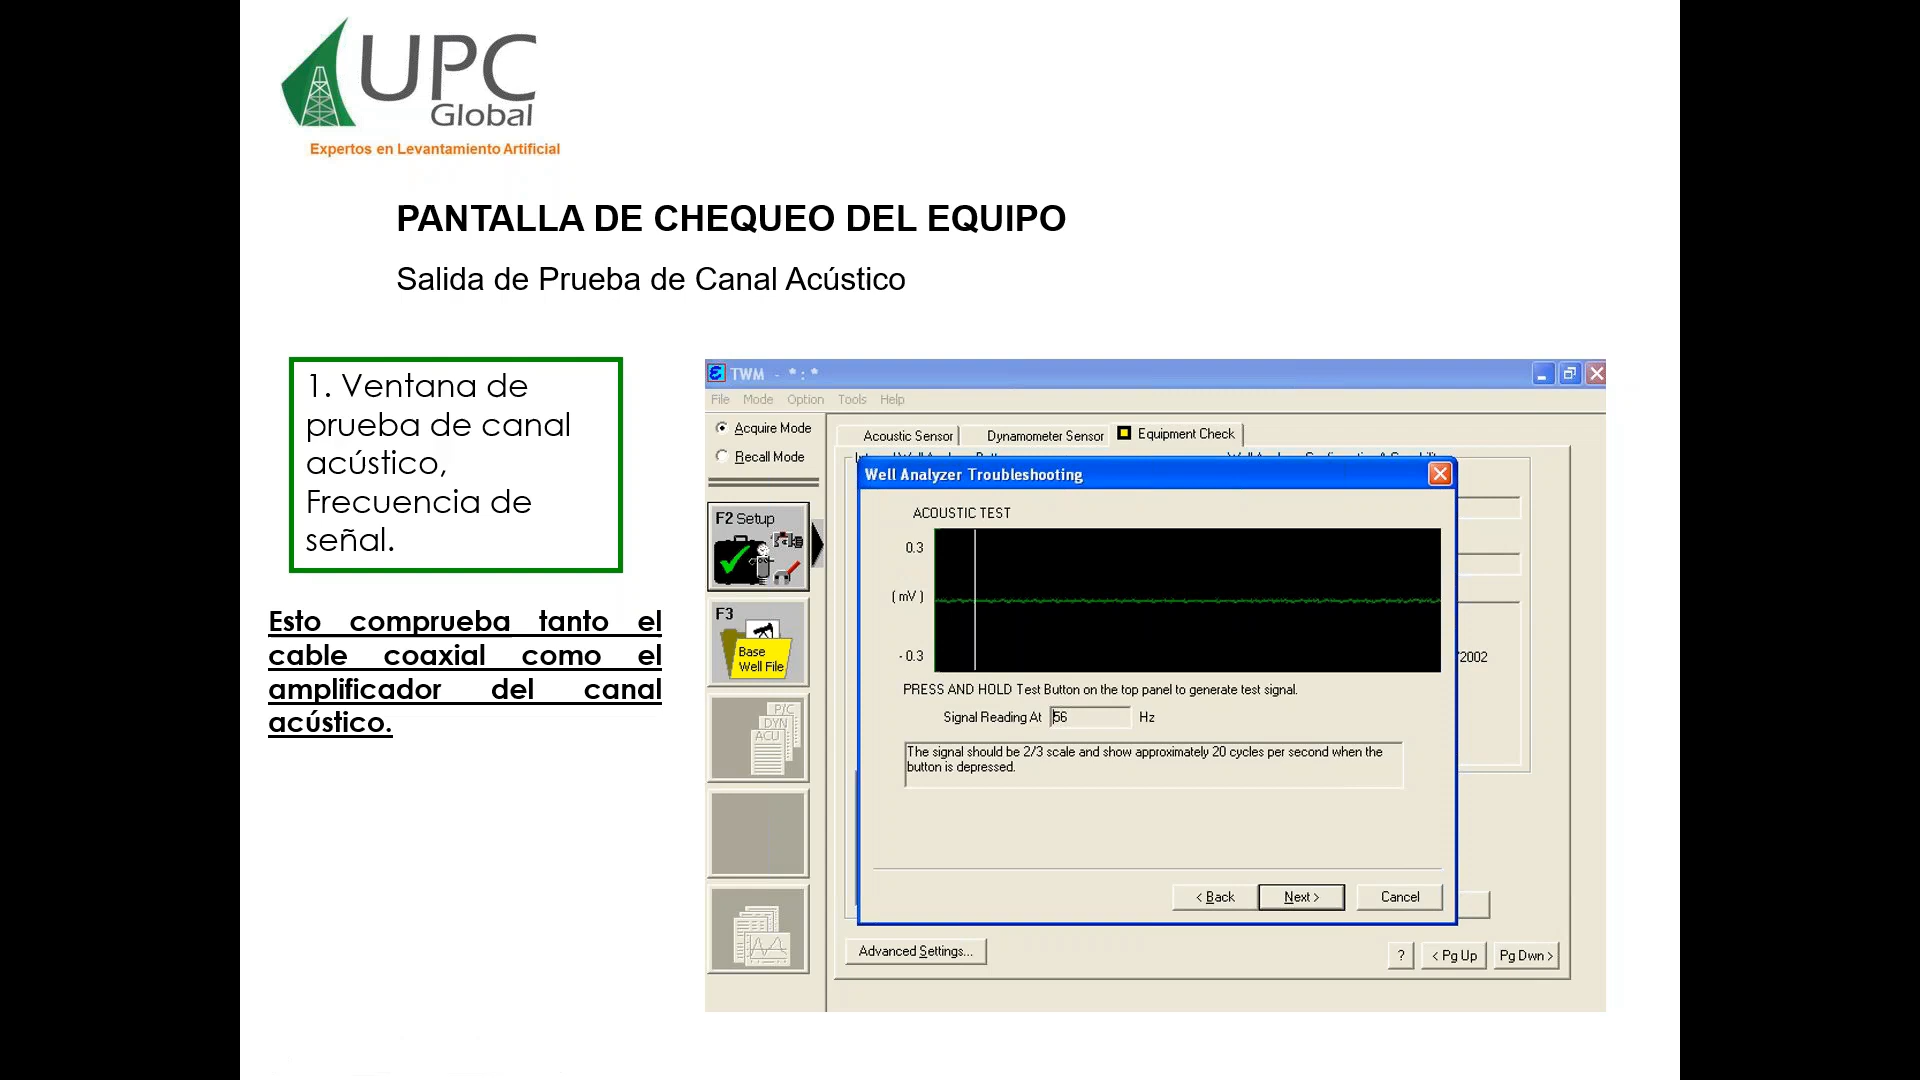 UPC
Global
Expertos en Levantamiento Artificial
PANTALLA DE CHEQUEO DEL EQUIPO
Salida de Prueba de Canal Acústico
1. Ventana de
prueba de canal
acústico,
Frecuencia de
señal.
Esto comprueba tanto el
cable coaxial como el
amplificador del canal
acústico.
TWM - * : *
File Mode Option Tools Help
Acquire Mode
Recall Mode
F2 Setup
F3
Base
Well File
P/C
DYN
ACU
Acoustic Sensor Dynamometer Sensor Equipment Check
Well Analyzer Troubleshooting
ACOUSTIC TEST
0.3
(mV)
-0.3
PRESS AND HOLD Test Button on the top panel to generate test signal.
Signal Reading At 56 Hz
The signal should be 2/3 scale and show approximately 20 cycles per second when the
button is depressed.
/2002
< Back Next > Cancel
Advanced Settings... ? < Pg Up Pg Dwn >